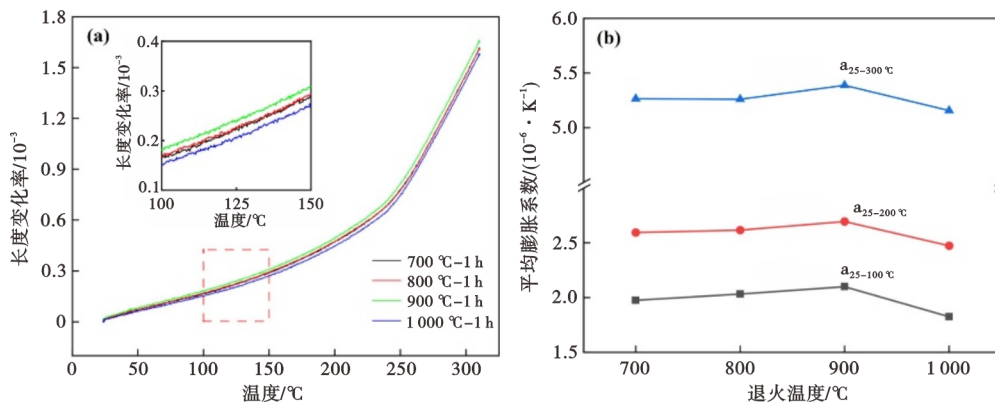 (a)
长度变化率/10⁻³
1.8
1.5
1.2
0.9
0.6
0.3
0
长度变化率/10⁻³
0.4
0.3
0.2
0.1
100 125 150
温度/℃
700 ℃-1 h
800 ℃-1 h
900 ℃-1 h
1 000 ℃-1 h
0 50 100 150 200 250 300
温度/℃
(b)
平均膨胀系数/(10⁻⁶·K⁻¹)
6.0
5.5
5.0
2.5
2.0
1.5
a25-300 ℃
a25-200 ℃
a25-100 ℃
700 800 900 1 000
退火温度/℃